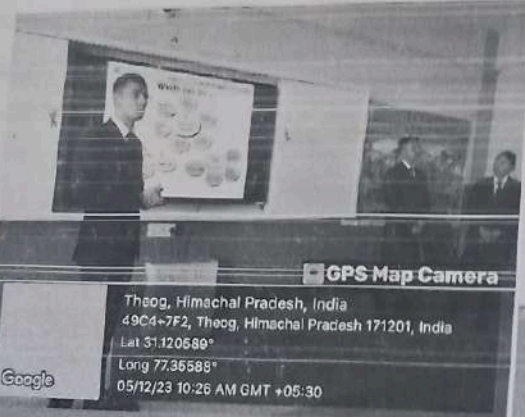 GPS Map Camera
Theog, Himachal Pradesh, India
49C4+7F2, Theog, Himachal Pradesh 171201, India
Lat 31.120589°
Long 77.35588°
05/12/23 10:26 AM GMT +05:30
Google